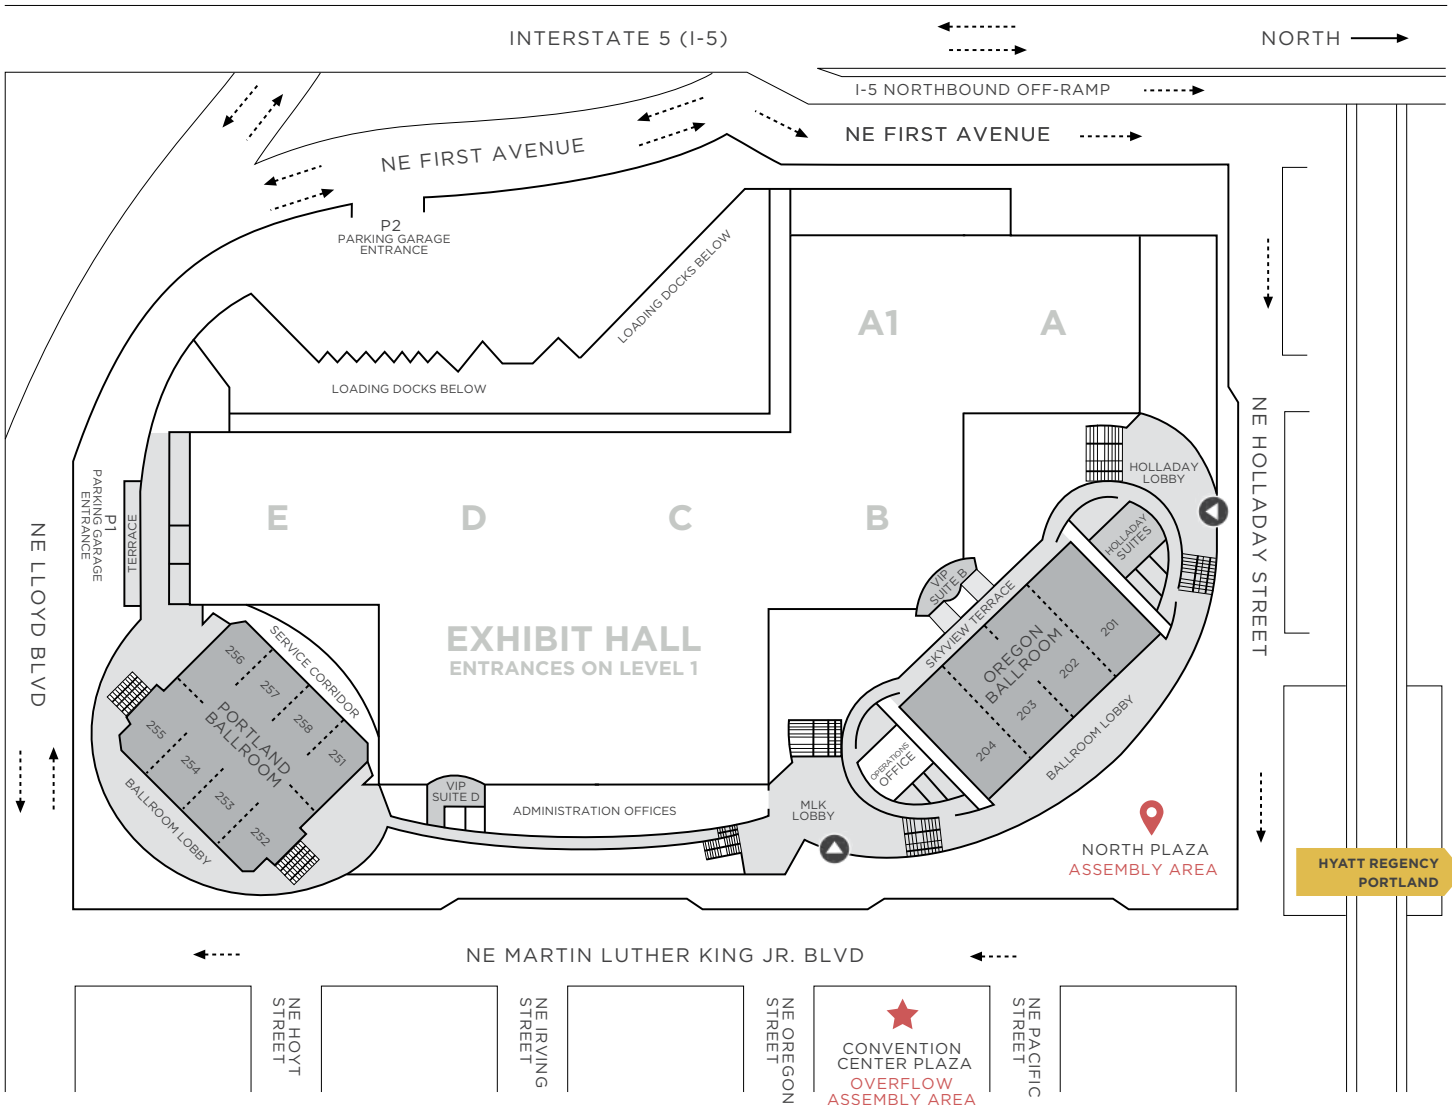 INTERSTATE 5 (I-5)
NORTH
I-5 NORTHBOUND OFF-RAMP
NE FIRST AVENUE
NE FIRST AVENUE
P2
PARKING GARAGE
ENTRANCE
LOADING DOCKS BELOW
LOADING DOCKS BELOW
A1
A
NE HOLLADAY STREET
HOLLADAY
LOBBY
HOLLADAY
SUITES
P1
PARKING GARAGE
ENTRANCE
TERRACE
NE LLOYD BLVD
E
D
C
B
VIP
SUITE B
SKYVIEW TERRACE
OREGON
BALLROOM
201
202
203
204
BALLROOM LOBBY
EXHIBIT HALL
ENTRANCES ON LEVEL 1
SERVICE CORRIDOR
256
257
258
251
PORTLAND
BALLROOM
255
254
253
252
BALLROOM LOBBY
OPERATIONS
OFFICE
VIP
SUITE D
ADMINISTRATION OFFICES
MLK
LOBBY
NORTH PLAZA
ASSEMBLY AREA
HYATT REGENCY
PORTLAND
NE MARTIN LUTHER KING JR. BLVD
NE HOYT
STREET
NE IRVING
STREET
NE OREGON
STREET
CONVENTION
CENTER PLAZA
OVERFLOW
ASSEMBLY AREA
NE PACIFIC
STREET